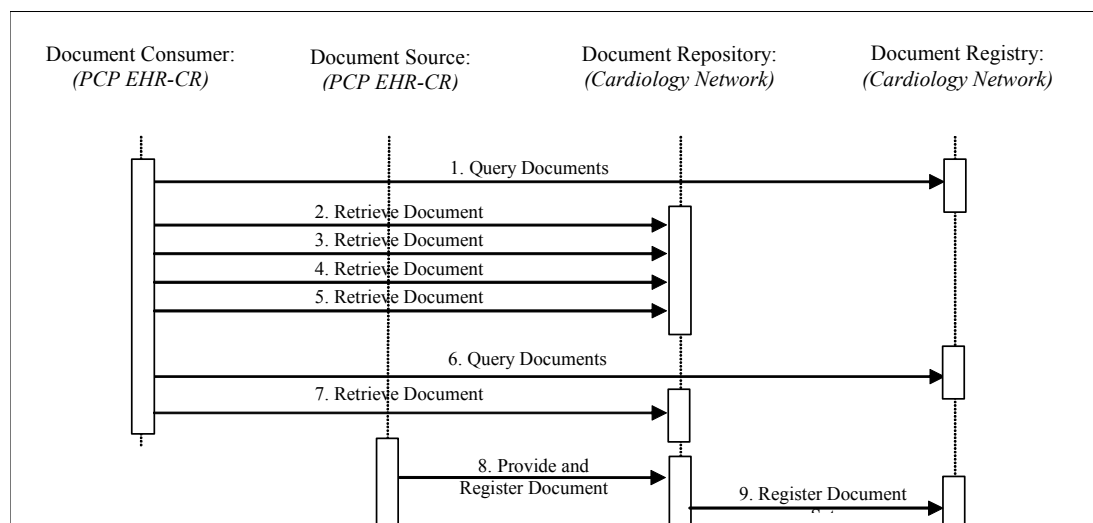 Document Consumer:
(PCP EHR-CR)
Document Source:
(PCP EHR-CR)
Document Repository:
(Cardiology Network)
Document Registry:
(Cardiology Network)
1. Query Documents
2. Retrieve Document
3. Retrieve Document
4. Retrieve Document
5. Retrieve Document
6. Query Documents
7. Retrieve Document
8. Provide and
Register Document
9. Register Document